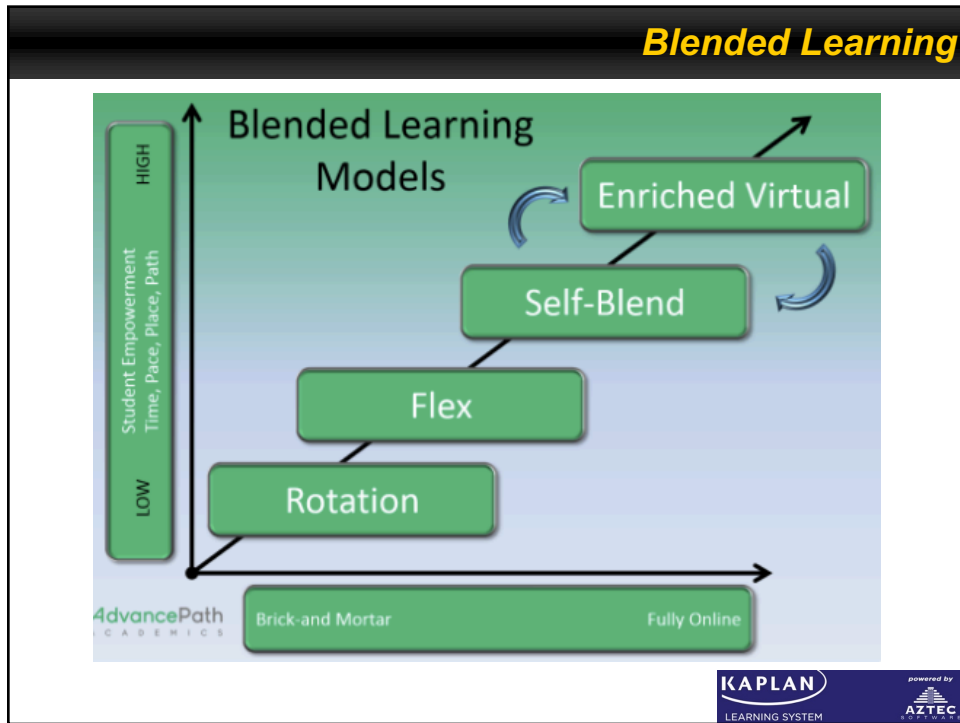 Blended Learning
Blended Learning
Models
HIGH
Student Empowerment
Time, Pace, Place, Path
LOW
Enriched Virtual
Self-Blend
Flex
Rotation
AdvancePath
ACADEMICS
Brick-and Mortar
Fully Online
KAPLAN
LEARNING SYSTEM
powered by
AZTEC
SOFTWARE